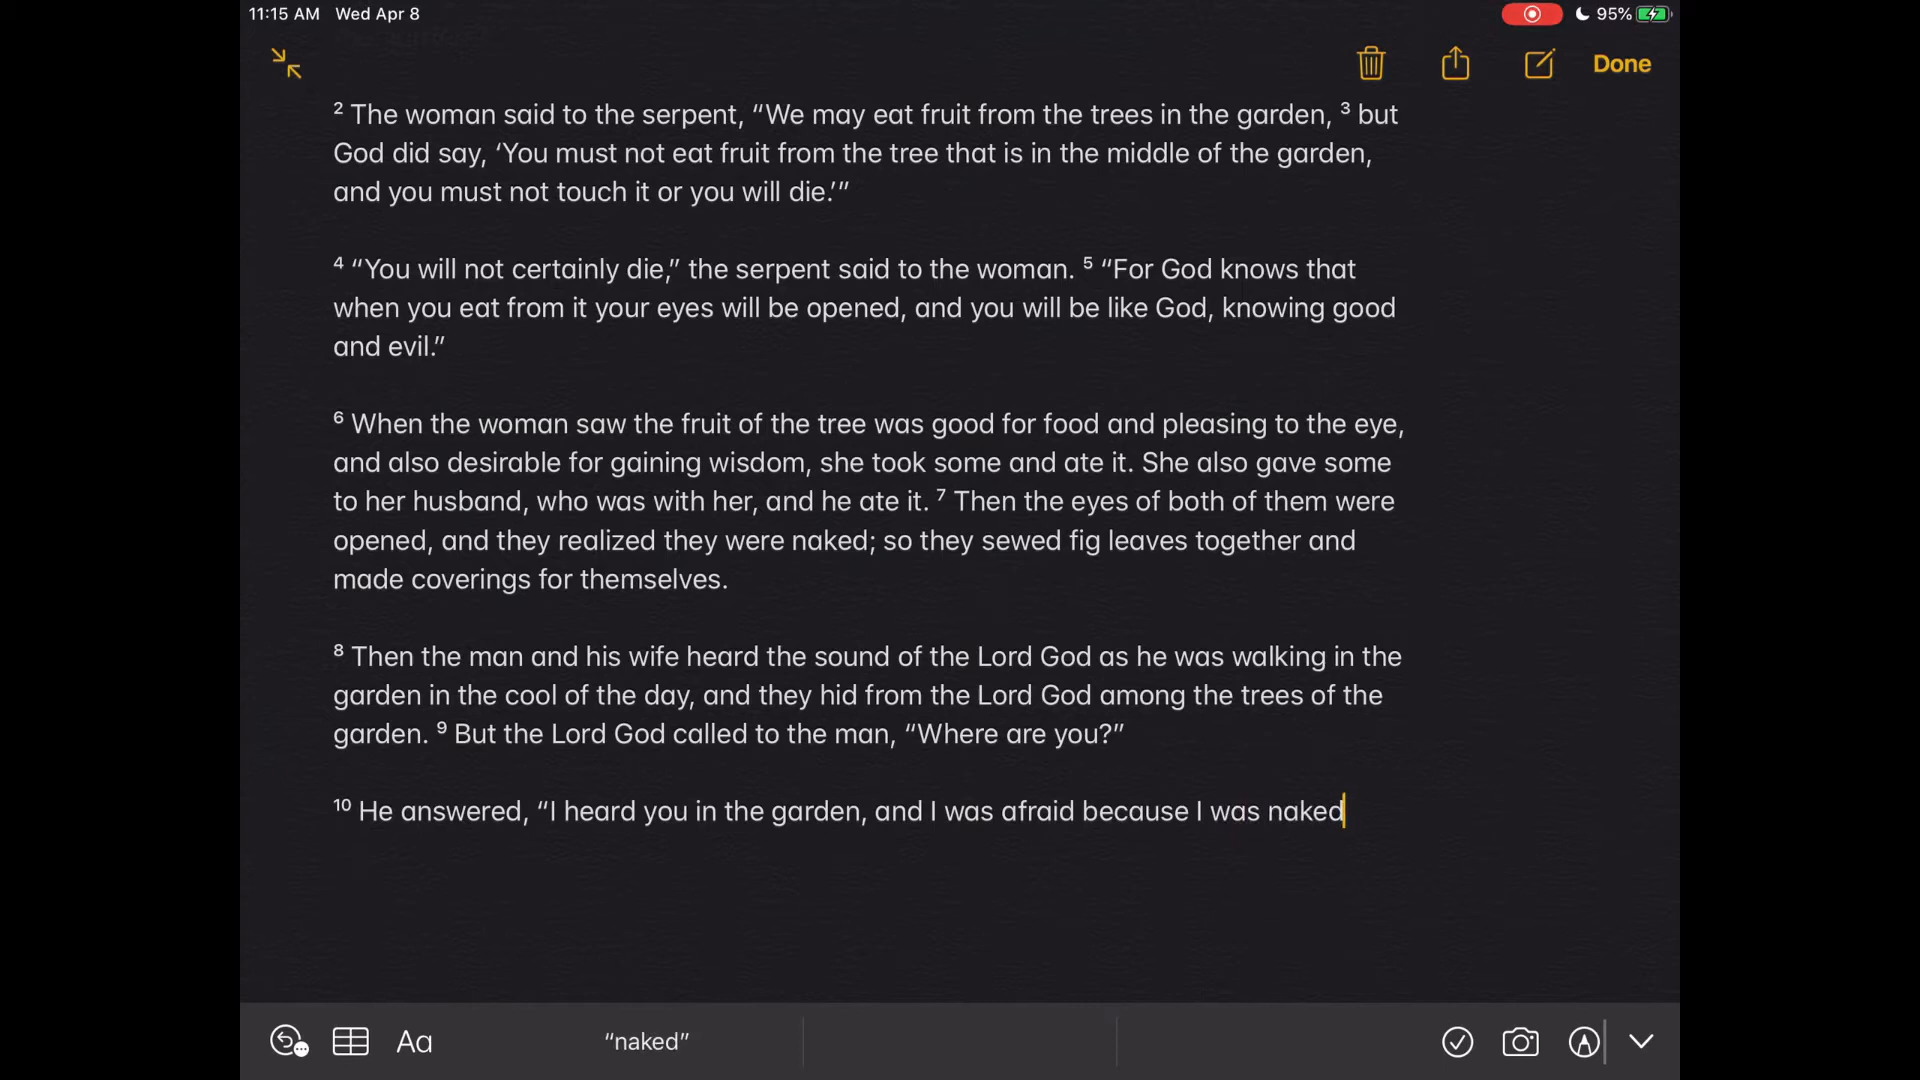 11:15 AM Wed Apr 8 95%
Done
² The woman said to the serpent, “We may eat fruit from the trees in the garden, ³ but
God did say, ‘You must not eat fruit from the tree that is in the middle of the garden,
and you must not touch it or you will die.’”
⁴ “You will not certainly die,” the serpent said to the woman. ⁵ “For God knows that
when you eat from it your eyes will be opened, and you will be like God, knowing good
and evil.”
⁶ When the woman saw the fruit of the tree was good for food and pleasing to the eye,
and also desirable for gaining wisdom, she took some and ate it. She also gave some
to her husband, who was with her, and he ate it. ⁷ Then the eyes of both of them were
opened, and they realized they were naked; so they sewed fig leaves together and
made coverings for themselves.
⁸ Then the man and his wife heard the sound of the Lord God as he was walking in the
garden in the cool of the day, and they hid from the Lord God among the trees of the
garden. ⁹ But the Lord God called to the man, “Where are you?”
¹⁰ He answered, “I heard you in the garden, and I was afraid because I was naked
Aa “naked”